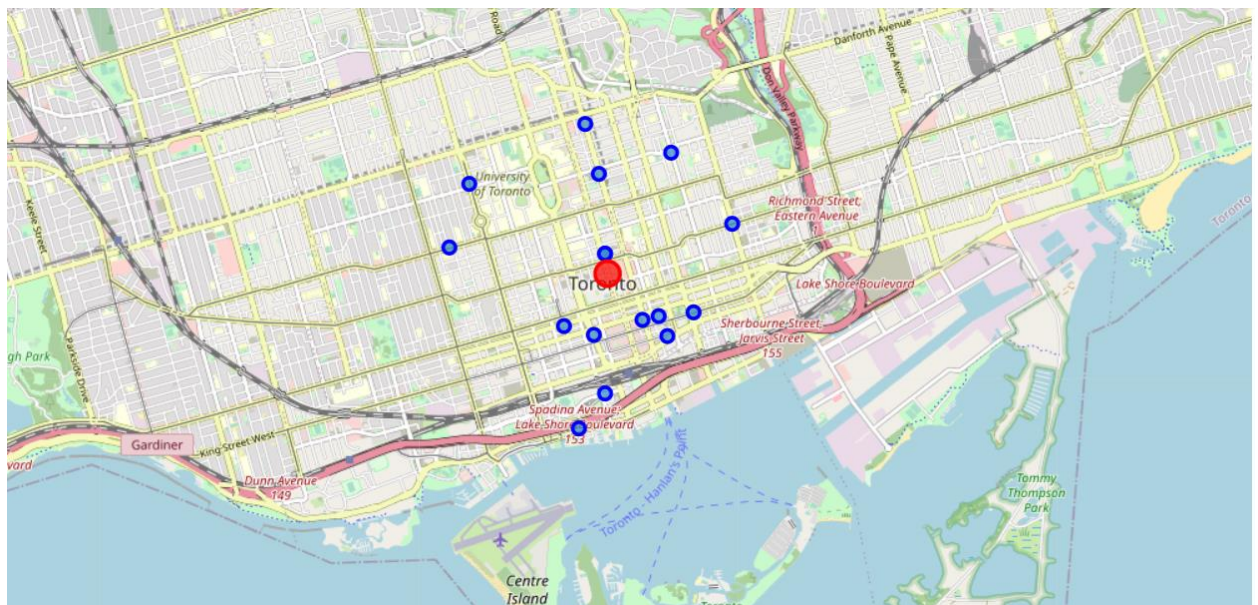 Road
Danforth Avenue
Pape Avenue
Don Valley Parkway
University
of Toronto
Keele Street
Richmond Street,
Eastern Avenue
Toronto
Toronto
Lake Shore Boulevard
Sherbourne Street,
Jarvis Street
155
gh Park
Parkside Drive
Spadina Avenue,
Lake Shore Boulevard
153
Gardiner
King Street West
vard
Dunn Avenue
149
Toronto - Hanlan's Point
Tommy
Thompson
Park
Centre
Island
Toronto